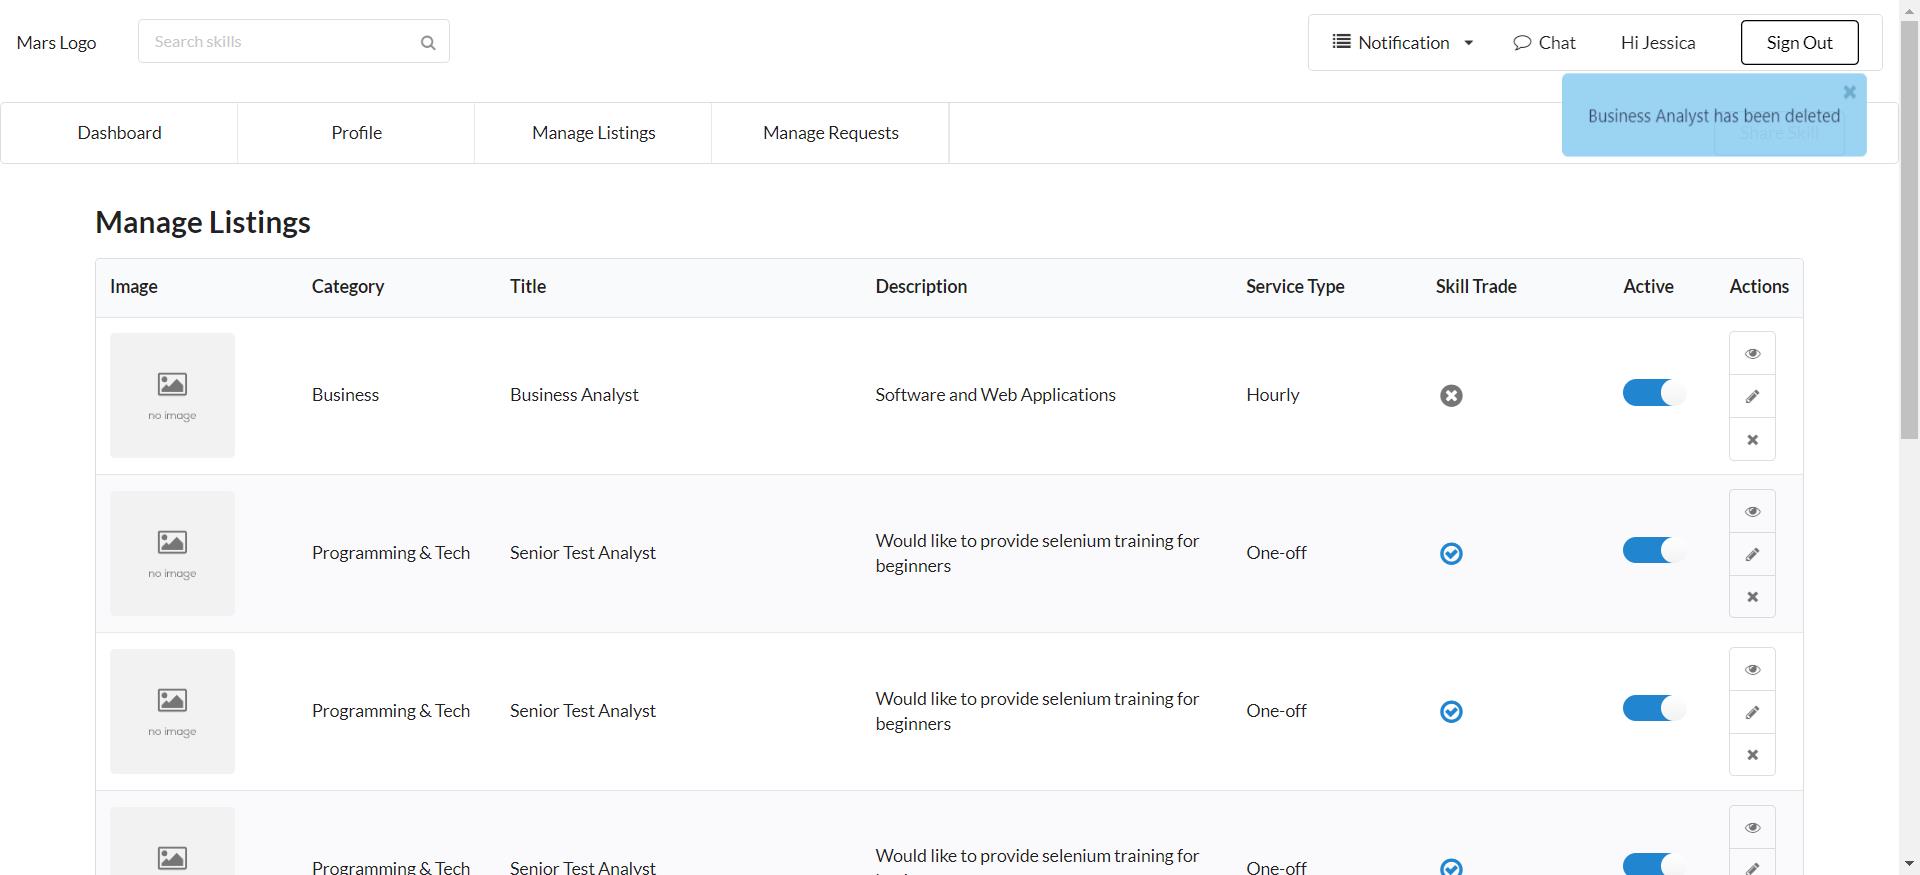 Mars Logo
Search skills
Notification
Chat
Hi Jessica
Sign Out
Business Analyst has been deleted
Dashboard
Profile
Manage Listings
Manage Requests
Share Skill
Manage Listings
Image Category Title Description Service Type Skill Trade Active Actions
no image
Business
Business Analyst
Software and Web Applications
Hourly
no image
Programming & Tech
Senior Test Analyst
Would like to provide selenium training for
beginners
One-off
no image
Programming & Tech
Senior Test Analyst
Would like to provide selenium training for
beginners
One-off
Programming & Tech
Senior Test Analyst
Would like to provide selenium training for
One-off